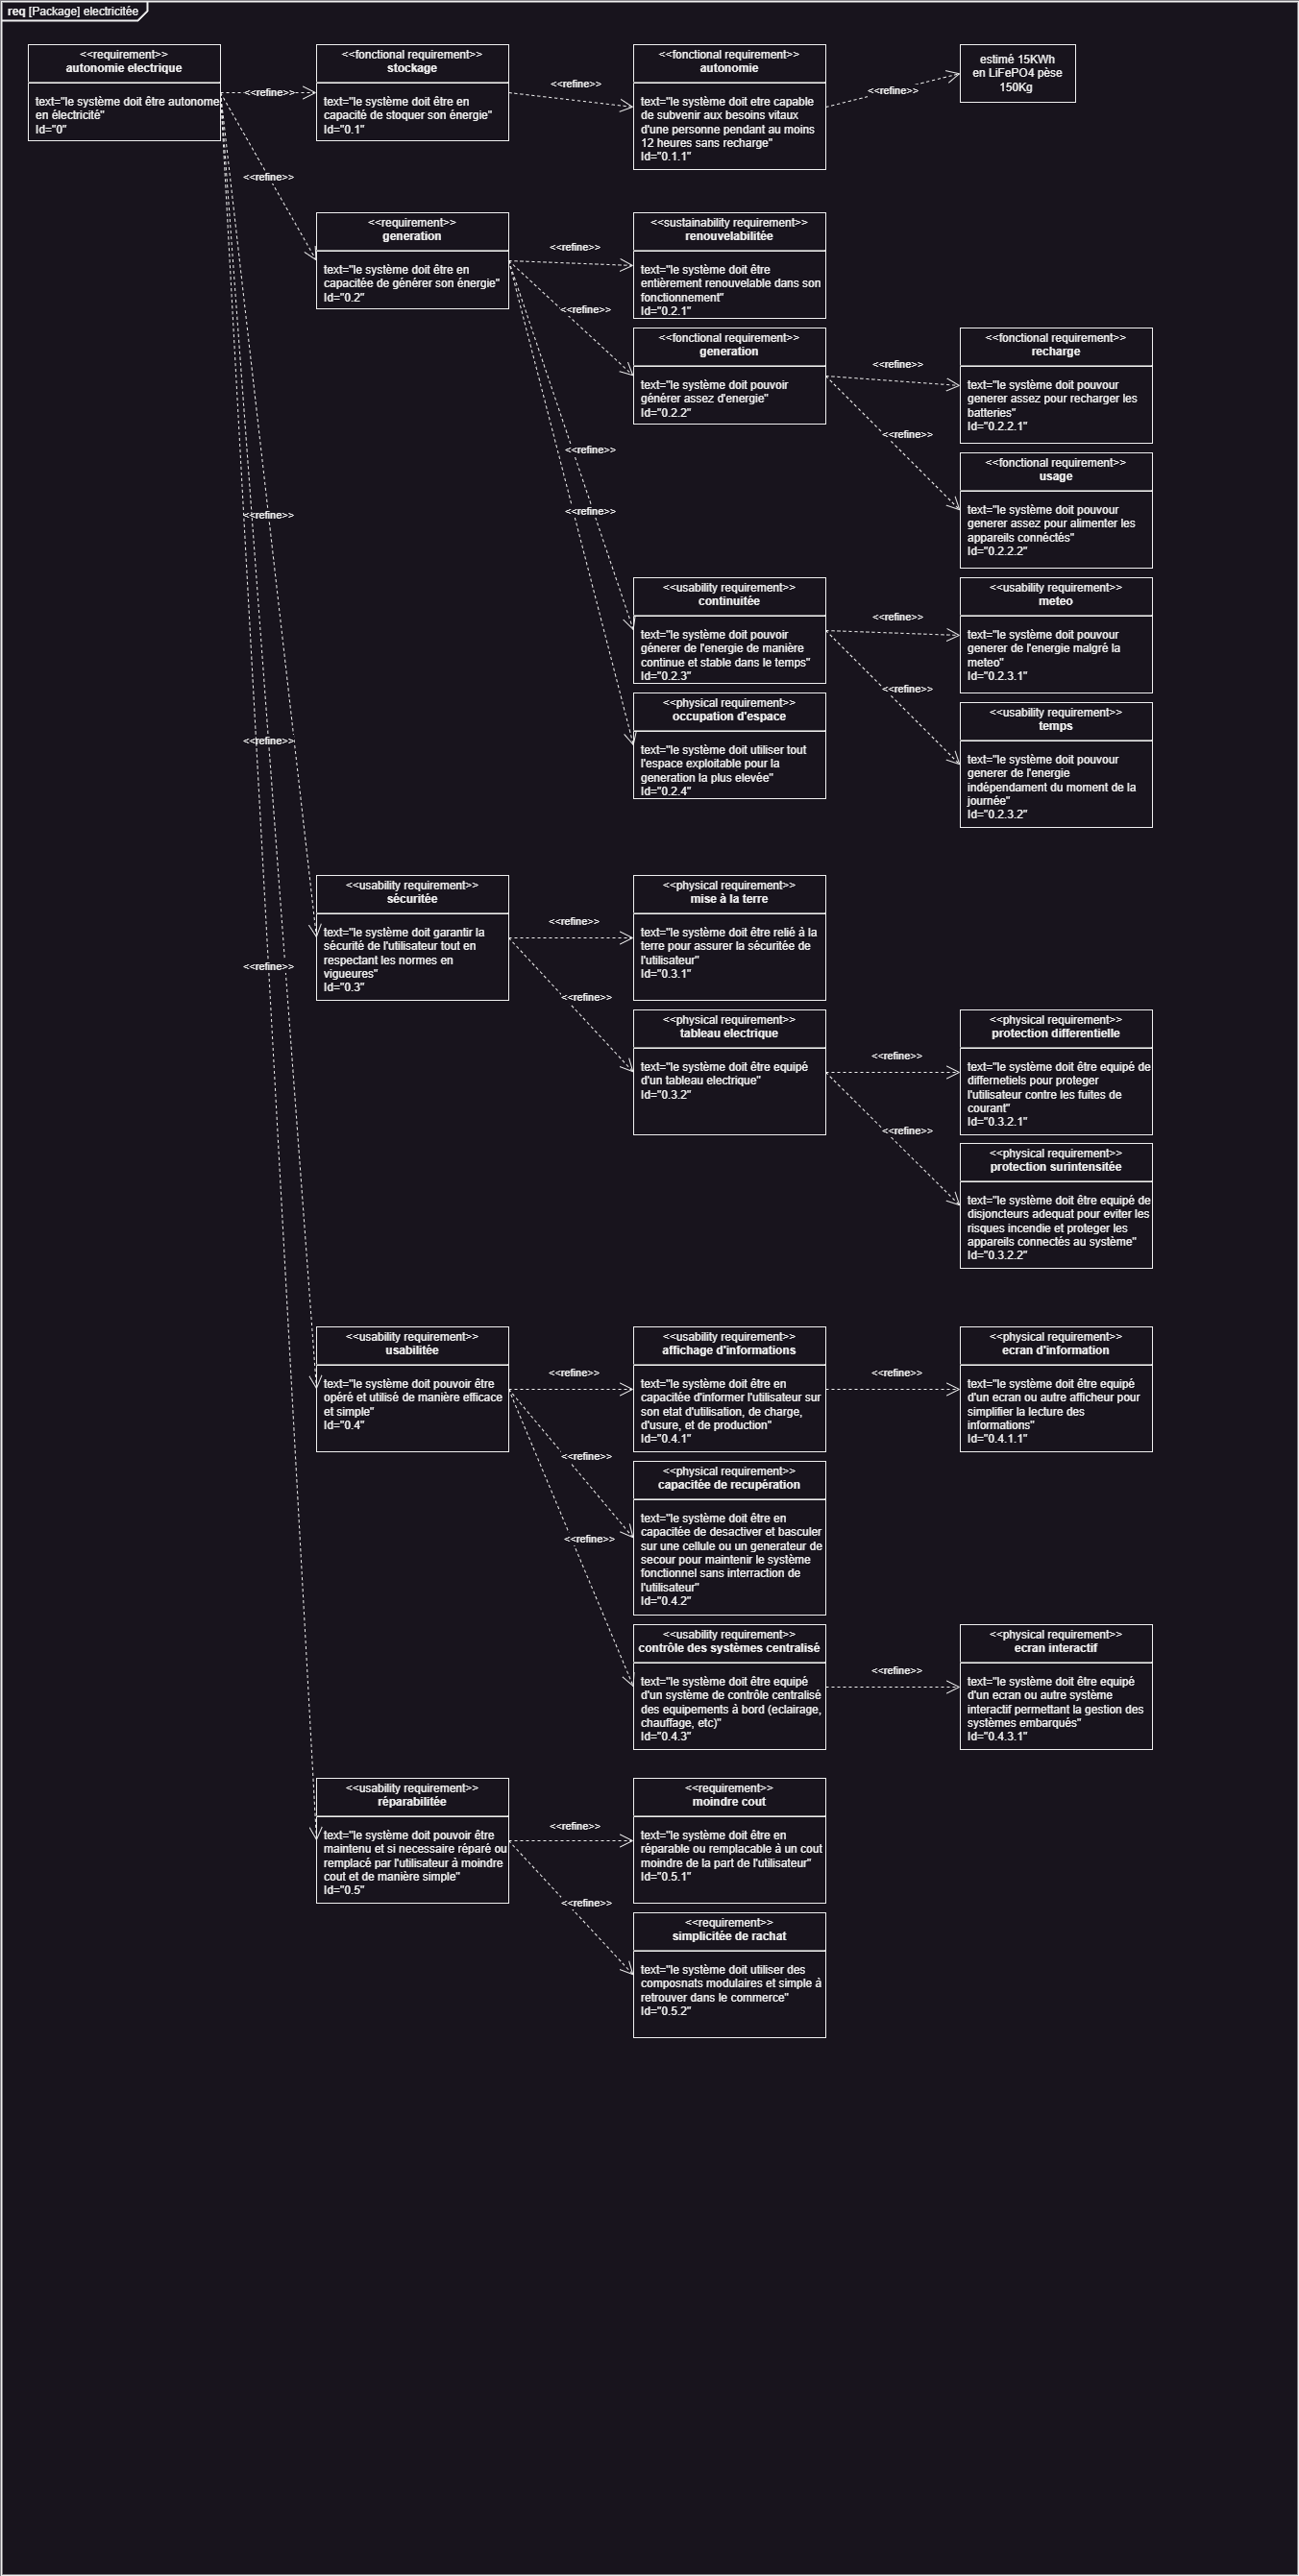 req [Package] electricitée
<<requirement>>
autonomie electrique
text="le système doit être autonome
en électricité"
Id="0"
<<refine>>
<<fonctional requirement>>
stockage
text="le système doit être en
capacité de stoquer son énergie"
Id="0.1"
<<refine>>
<<fonctional requirement>>
autonomie
text="le système doit etre capable
de subvenir aux besoins vitaux
d'une personne pendant au moins
12 heures sans recharge"
Id="0.1.1"
<<refine>>
estimé 15KWh
en LiFePO4 pèse
150Kg
<<refine>>
<<requirement>>
generation
text="le système doit être en
capacitée de générer son énergie"
Id="0.2"
<<refine>>
<<sustainability requirement>>
renouvelabilitée
text="le système doit être
entièrement renouvelable dans son
fonctionnement"
Id="0.2.1"
<<refine>>
<<fonctional requirement>>
generation
text="le système doit pouvoir
générer assez d'energie"
Id="0.2.2"
<<refine>>
<<fonctional requirement>>
recharge
text="le système doit pouvour
generer assez pour recharger les
batteries"
Id="0.2.2.1"
<<refine>>
<<fonctional requirement>>
usage
text="le système doit pouvour
generer assez pour alimenter les
appareils connéctés"
Id="0.2.2.2"
<<refine>>
<<refine>>
<<usability requirement>>
continuitée
text="le système doit pouvoir
génerer de l'energie de manière
continue et stable dans le temps"
Id="0.2.3"
<<refine>>
<<usability requirement>>
meteo
text="le système doit pouvour
generer de l'energie malgré la
meteo"
Id="0.2.3.1"
<<refine>>
<<usability requirement>>
temps
text="le système doit pouvour
generer de l'energie
indépendament du moment de la
journée"
Id="0.2.3.2"
<<physical requirement>>
occupation d'espace
text="le système doit utiliser tout
l'espace exploitable pour la
generation la plus elevée"
Id="0.2.4"
<<refine>>
<<usability requirement>>
sécuritée
text="le système doit garantir la
sécurité de l'utilisateur tout en
respectant les normes en
vigueures"
Id="0.3"
<<refine>>
<<physical requirement>>
mise à la terre
text="le système doit être relié à la
terre pour assurer la sécuritée de
l'utilisateur"
Id="0.3.1"
<<refine>>
<<physical requirement>>
tableau electrique
text="le système doit être equipé
d'un tableau electrique"
Id="0.3.2"
<<refine>>
<<physical requirement>>
protection differentielle
text="le système doit être equipé de
differnetiels pour proteger
l'utilisateur contre les fuites de
courant"
Id="0.3.2.1"
<<refine>>
<<physical requirement>>
protection surintensitée
text="le système doit être equipé de
disjoncteurs adequat pour eviter les
risques incendie et proteger les
appareils connectés au système"
Id="0.3.2.2"
<<refine>>
<<usability requirement>>
usabilitée
text="le système doit pouvoir être
opéré et utilisé de manière efficace
et simple"
Id="0.4"
<<refine>>
<<usability requirement>>
affichage d'informations
text="le système doit être en
capacitée d'informer l'utilisateur sur
son etat d'utilisation, de charge,
d'usure, et de production"
Id="0.4.1"
<<refine>>
<<physical requirement>>
ecran d'information
text="le système doit être equipé
d'un ecran ou autre afficheur pour
simplifier la lecture des
informations"
Id="0.4.1.1"
<<refine>>
<<physical requirement>>
capacitée de recupération
text="le système doit être en
capacitée de desactiver et basculer
sur une cellule ou un generateur de
secour pour maintenir le système
fonctionnel sans interraction de
l'utilisateur"
Id="0.4.2"
<<refine>>
<<usability requirement>>
contrôle des systèmes centralisé
text="le système doit être equipé
d'un système de contrôle centralisé
des equipements à bord (eclairage,
chauffage, etc)"
Id="0.4.3"
<<refine>>
<<physical requirement>>
ecran interactif
text="le système doit être equipé
d'un ecran ou autre système
interactif permettant la gestion des
systèmes embarqués"
Id="0.4.3.1"
<<refine>>
<<usability requirement>>
réparabilitée
text="le système doit pouvoir être
maintenu et si necessaire réparé ou
remplacé par l'utilisateur à moindre
cout et de manière simple"
Id="0.5"
<<refine>>
<<requirement>>
moindre cout
text="le système doit être en
réparable ou remplacable à un cout
moindre de la part de l'utilisateur"
Id="0.5.1"
<<refine>>
<<requirement>>
simplicitée de rachat
text="le système doit utiliser des
composnats modulaires et simple à
retrouver dans le commerce"
Id="0.5.2"